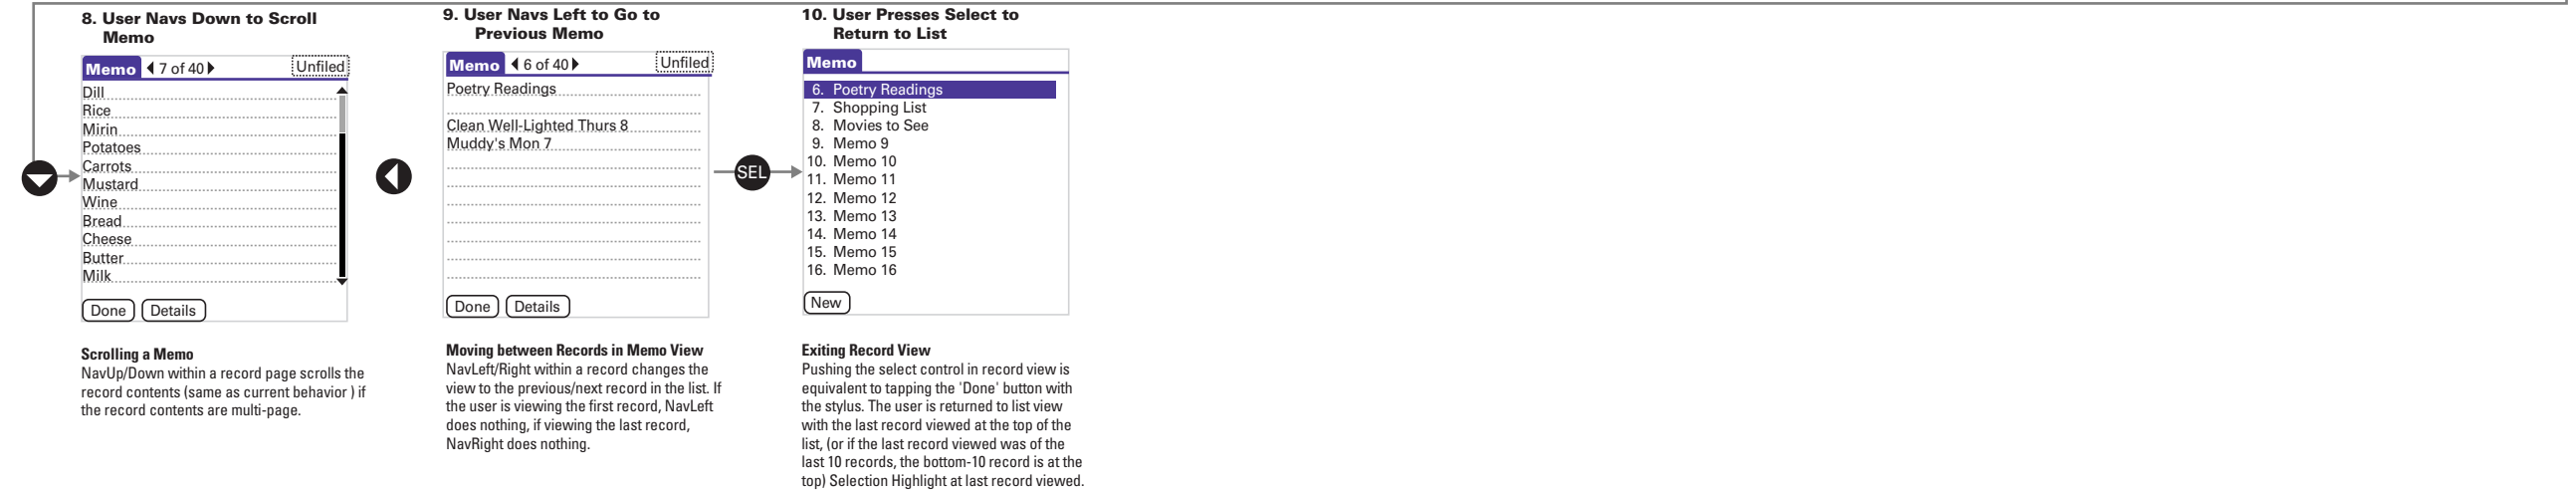 8. User Navs Down to Scroll
Memo
Memo 7 of 40 Unfiled
Dill
Rice
Mirin
Potatoes
Carrots
Mustard
Wine
Bread
Cheese
Butter
Milk
Done Details
Scrolling a Memo
NavUp/Down within a record page scrolls the
record contents (same as current behavior ) if
the record contents are multi-page.
9. User Navs Left to Go to
Previous Memo
Memo 6 of 40 Unfiled
Poetry Readings
Clean Well-Lighted Thurs 8
Muddy's Mon 7
Done Details
Moving between Records in Memo View
NavLeft/Right within a record changes the
view to the previous/next record in the list. If
the user is viewing the first record, NavLeft
does nothing, if viewing the last record,
NavRight does nothing.
SEL
10. User Presses Select to
Return to List
Memo
6. Poetry Readings
7. Shopping List
8. Movies to See
9. Memo 9
10. Memo 10
11. Memo 11
12. Memo 12
13. Memo 13
14. Memo 14
15. Memo 15
16. Memo 16
New
Exiting Record View
Pushing the select control in record view is
equivalent to tapping the 'Done' button with
the stylus. The user is returned to list view
with the last record viewed at the top of the
list, (or if the last record viewed was of the
last 10 records, the bottom-10 record is at the
top) Selection Highlight at last record viewed.